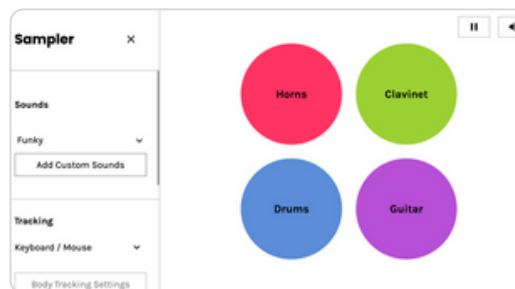 Sampler
Sounds
Funky
Add Custom Sounds
Tracking
Keyboard / Mouse
Body Tracking Settings
Horns
Clavinet
Drums
Guitar